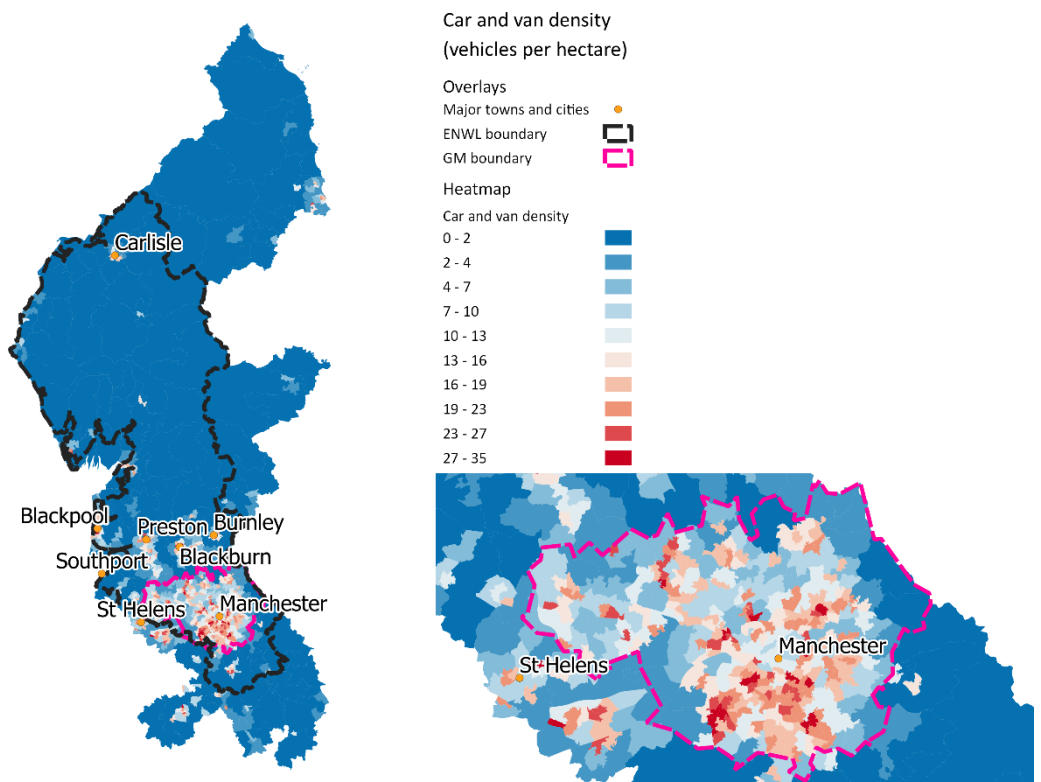 Car and van density
(vehicles per hectare)
Overlays
Major towns and cities
ENWL boundary
GM boundary
Heatmap
Car and van density
0 - 2
2 - 4
4 - 7
7 - 10
10 - 13
13 - 16
16 - 19
19 - 23
23 - 27
27 - 35
Carlisle
Blackpool
Preston
Burnley
Southport
Blackburn
St Helens
Manchester
Manchester
St Helens